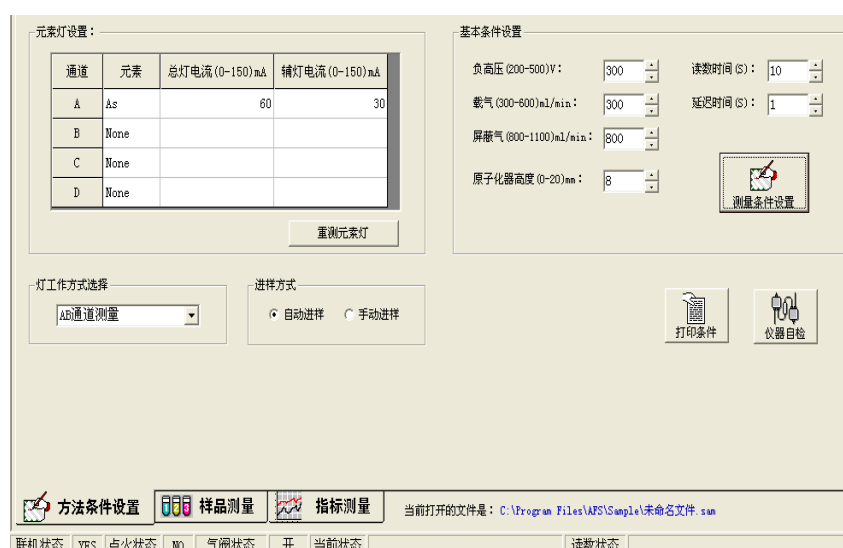 元素灯设置：
通道 元素 总灯电流(0-150)mA 辅灯电流(0-150)mA
A As 60 30
B None
C None
D None
重测元素灯
基本条件设置
负高压(200-500)V： 300 读数时间(S)： 10
载气(300-600)ml/min： 300 延迟时间(S)： 1
屏蔽气(800-1100)ml/min： 800
原子化器高度(0-20)mm： 8
测量条件设置
灯工作方式选择
AB通道测量
进样方式
自动进样 手动进样
打印条件 仪器自检
方法条件设置 样品测量 指标测量 当前打开的文件是：C:\Program Files\AFS\Sample\未命名文件.sam
联机状态 YES 点火状态 NO 气阀状态 开 当前状态 读数状态